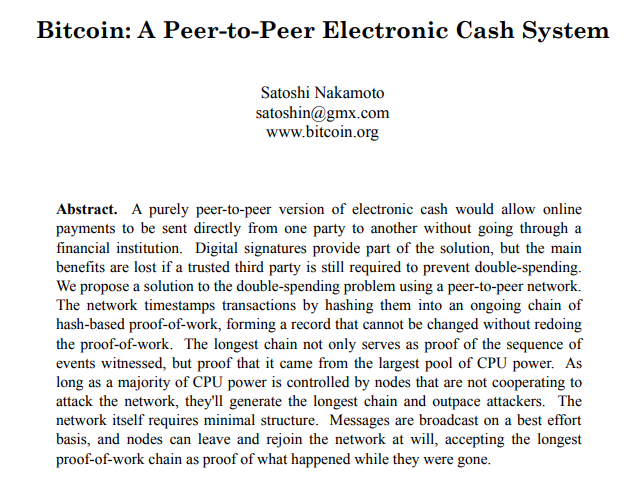 Bitcoin: A Peer-to-Peer Electronic Cash System
Satoshi Nakamoto
satoshin@gmx.com
www.bitcoin.org
Abstract. A purely peer-to-peer version of electronic cash would allow online
payments to be sent directly from one party to another without going through a
financial institution. Digital signatures provide part of the solution, but the main
benefits are lost if a trusted third party is still required to prevent double-spending.
We propose a solution to the double-spending problem using a peer-to-peer network.
The network timestamps transactions by hashing them into an ongoing chain of
hash-based proof-of-work, forming a record that cannot be changed without redoing
the proof-of-work. The longest chain not only serves as proof of the sequence of
events witnessed, but proof that it came from the largest pool of CPU power. As
long as a majority of CPU power is controlled by nodes that are not cooperating to
attack the network, they'll generate the longest chain and outpace attackers. The
network itself requires minimal structure. Messages are broadcast on a best effort
basis, and nodes can leave and rejoin the network at will, accepting the longest
proof-of-work chain as proof of what happened while they were gone.